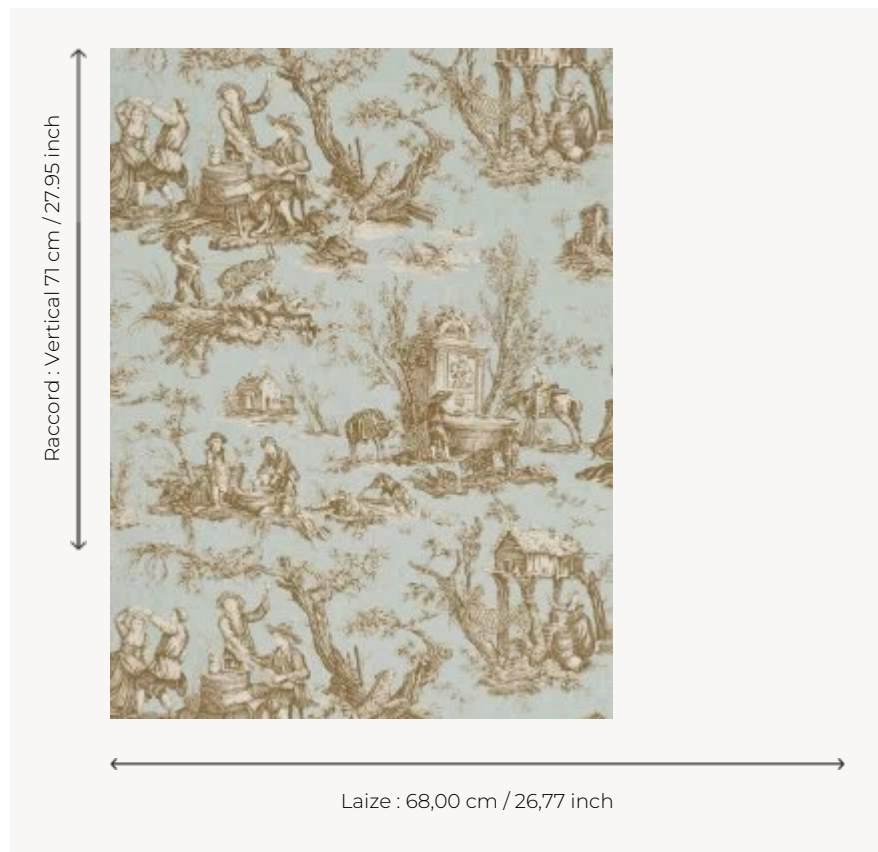 Raccord : Vertical 71 cm / 27.95 inch
Laize : 68,00 cm / 26,77 inch